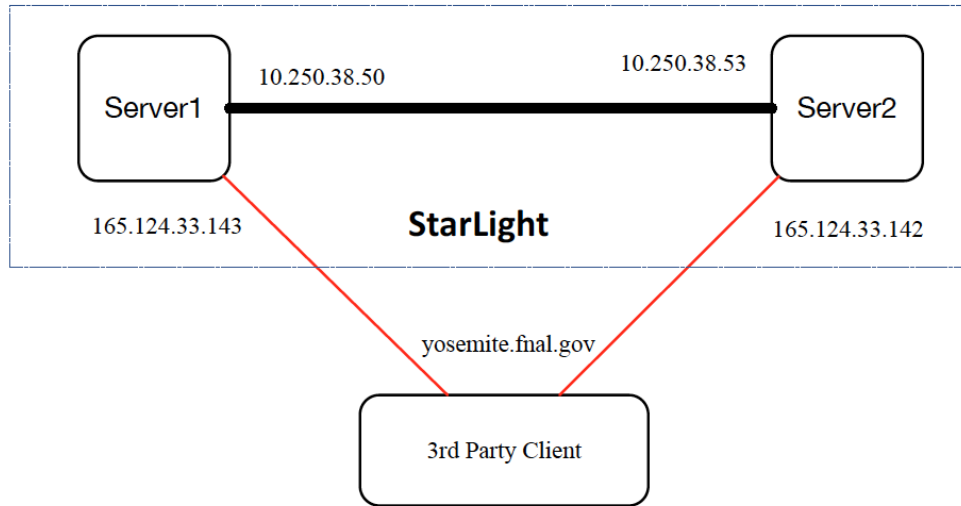 10.250.38.50
10.250.38.53
Server1
Server2
165.124.33.143
StarLight
165.124.33.142
yosemite.fnal.gov
3rd Party Client